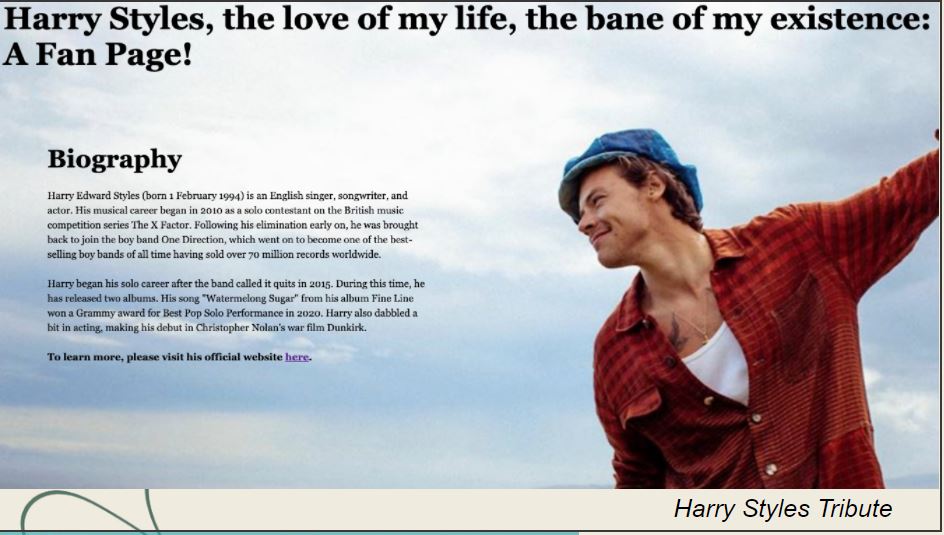 Harry Styles, the love of my life, the bane of my existence:
A Fan Page!
Biography
Harry Edward Styles (born 1 February 1994) is an English singer, songwriter, and
actor. His musical career began in 2010 as a solo contestant on the British music
competition series The X Factor. Following his elimination early on, he was brought
back to join the boy band One Direction, which went on to become one of the best-
selling boy bands of all time having sold over 70 million records worldwide.
Harry began his solo career after the band called it quits in 2015. During this time, he
has released two albums. His song "Watermelong Sugar" from his album Fine Line
won a Grammy award for Best Pop Solo Performance in 2020. Harry also dabbled a
bit in acting, making his debut in Christopher Nolan's war film Dunkirk.
To learn more, please visit his official website here.
Harry Styles Tribute